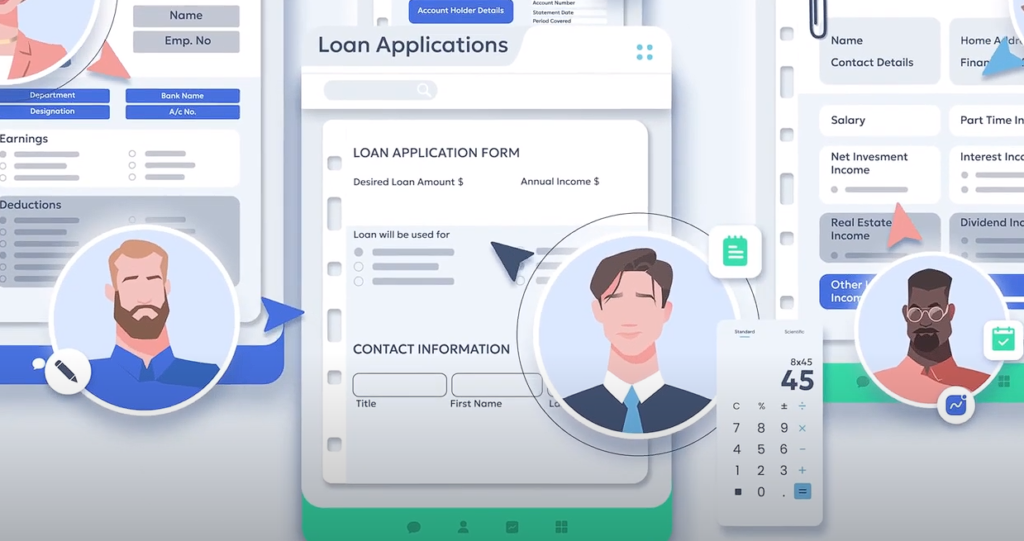 Name
Emp. No
Department
Bank Name
Designation
A/c No.
Earnings
Deductions
Account Holder Details
Account Number
Statement Date
Period Covered
Loan Applications
LOAN APPLICATION FORM
Desired Loan Amount $
Annual Income $
Loan will be used for
CONTACT INFORMATION
Title
First Name
Standard
Scientific
8x45
45
C % ± ÷
7 8 9 ×
4 5 6 -
1 2 3 +
0 . =
Name
Contact Details
Home
Salary
Part Time
Net Invesment
Income
Interest
Real Estate
Income
Dividend
Other